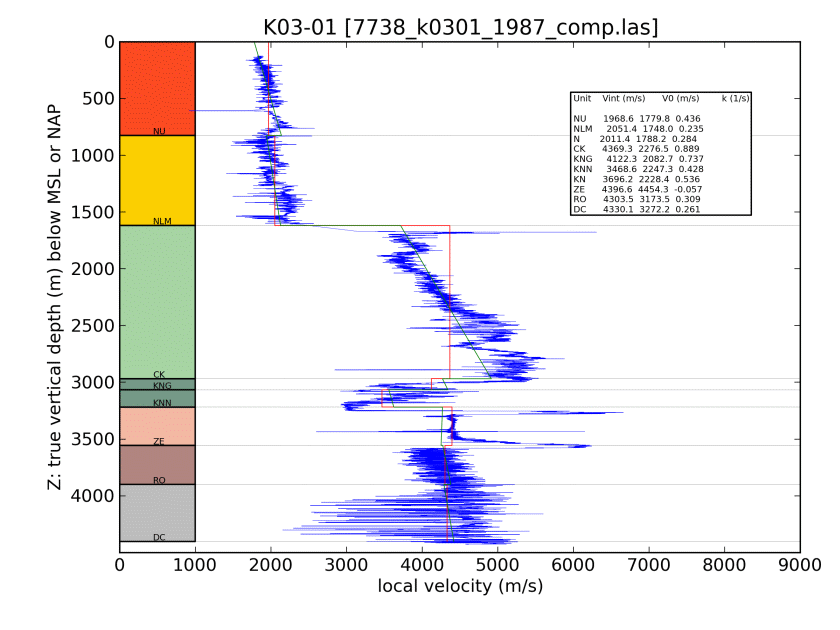 K03-01 [7738_k0301_1987_comp.las]
0
500
1000
1500
2000
2500
3000
3500
4000
Z: true vertical depth (m) below MSL or NAP
NU
NLM
CK
KNG
KNN
ZE
RO
DC
Unit Vint (m/s) V0 (m/s) k (1/s)
NU 1968.6 1779.8 0.436
NLM 2051.4 1748.0 0.235
N 2011.4 1788.2 0.284
CK 4369.3 2276.5 0.889
KNG 4122.3 2082.7 0.737
KNN 3468.6 2247.3 0.428
KN 3696.2 2228.4 0.536
ZE 4396.6 4454.3 -0.057
RO 4303.5 3173.5 0.309
DC 4330.1 3272.2 0.261
0 1000 2000 3000 4000 5000 6000 7000 8000 9000
local velocity (m/s)